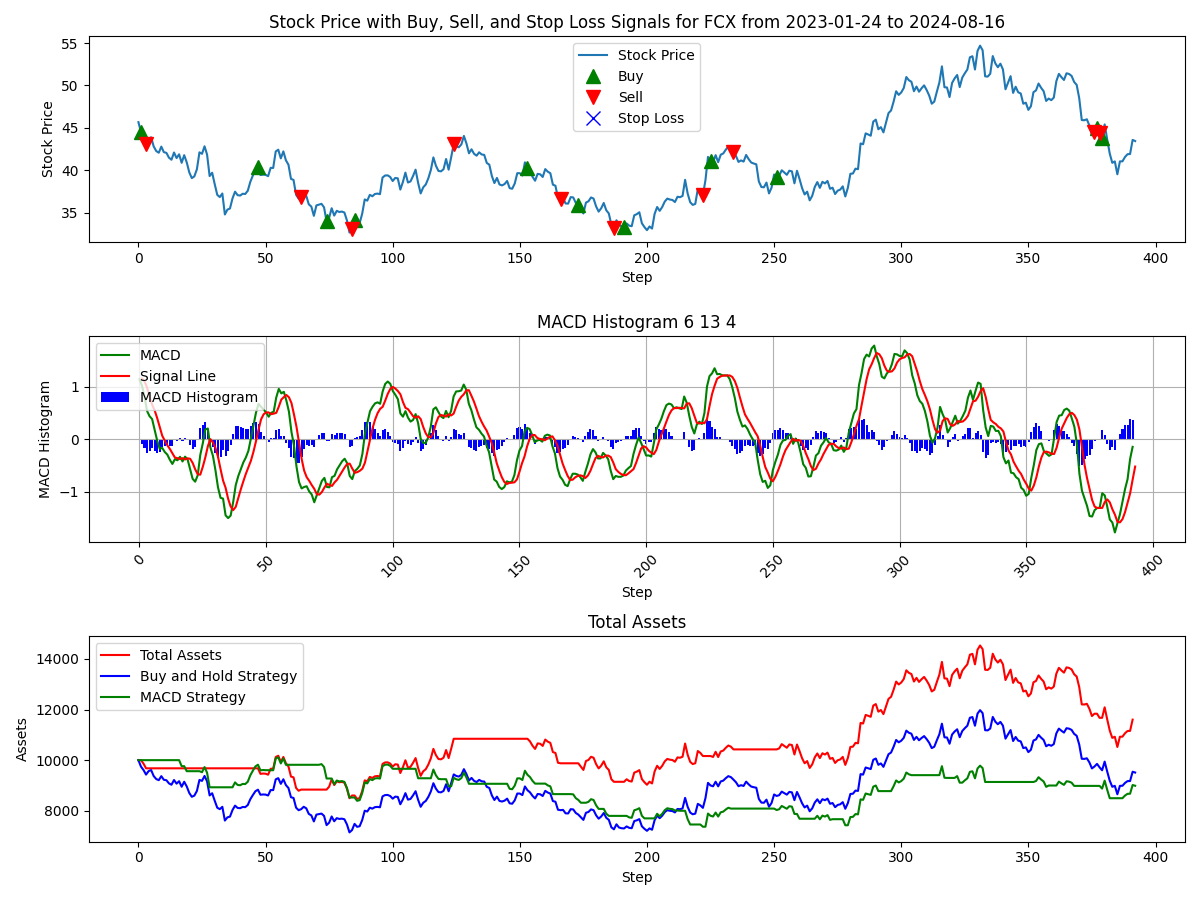 Stock Price with Buy, Sell, and Stop Loss Signals for FCX from 2023-01-24 to 2024-08-16
Stock Price
55
50
45
40
35
Stock Price
Buy
Sell
Stop Loss
0 50 100 150 200 250 300 350 400
Step
MACD Histogram 6 13 4
MACD Histogram
1
0
−1
MACD
Signal Line
MACD Histogram
0 50 100 150 200 250 300 350 400
Step
Total Assets
Assets
14000
12000
10000
8000
Total Assets
Buy and Hold Strategy
MACD Strategy
0 50 100 150 200 250 300 350 400
Step